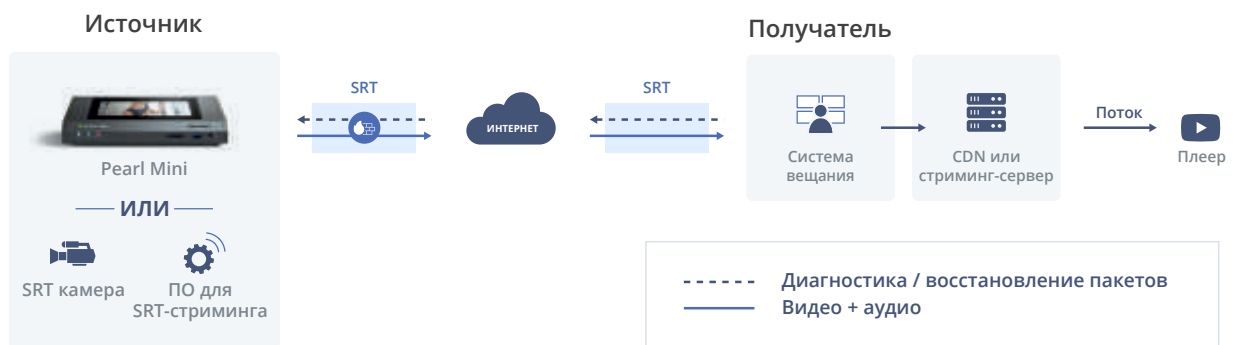 Источник
Pearl Mini
ИЛИ
SRT камера
ПО для
SRT-стриминга
SRT
ИНТЕРНЕТ
SRT
Получатель
Система
вещания
CDN или
стриминг-сервер
Поток
Плеер
Диагностика / восстановление пакетов
Видео + аудио